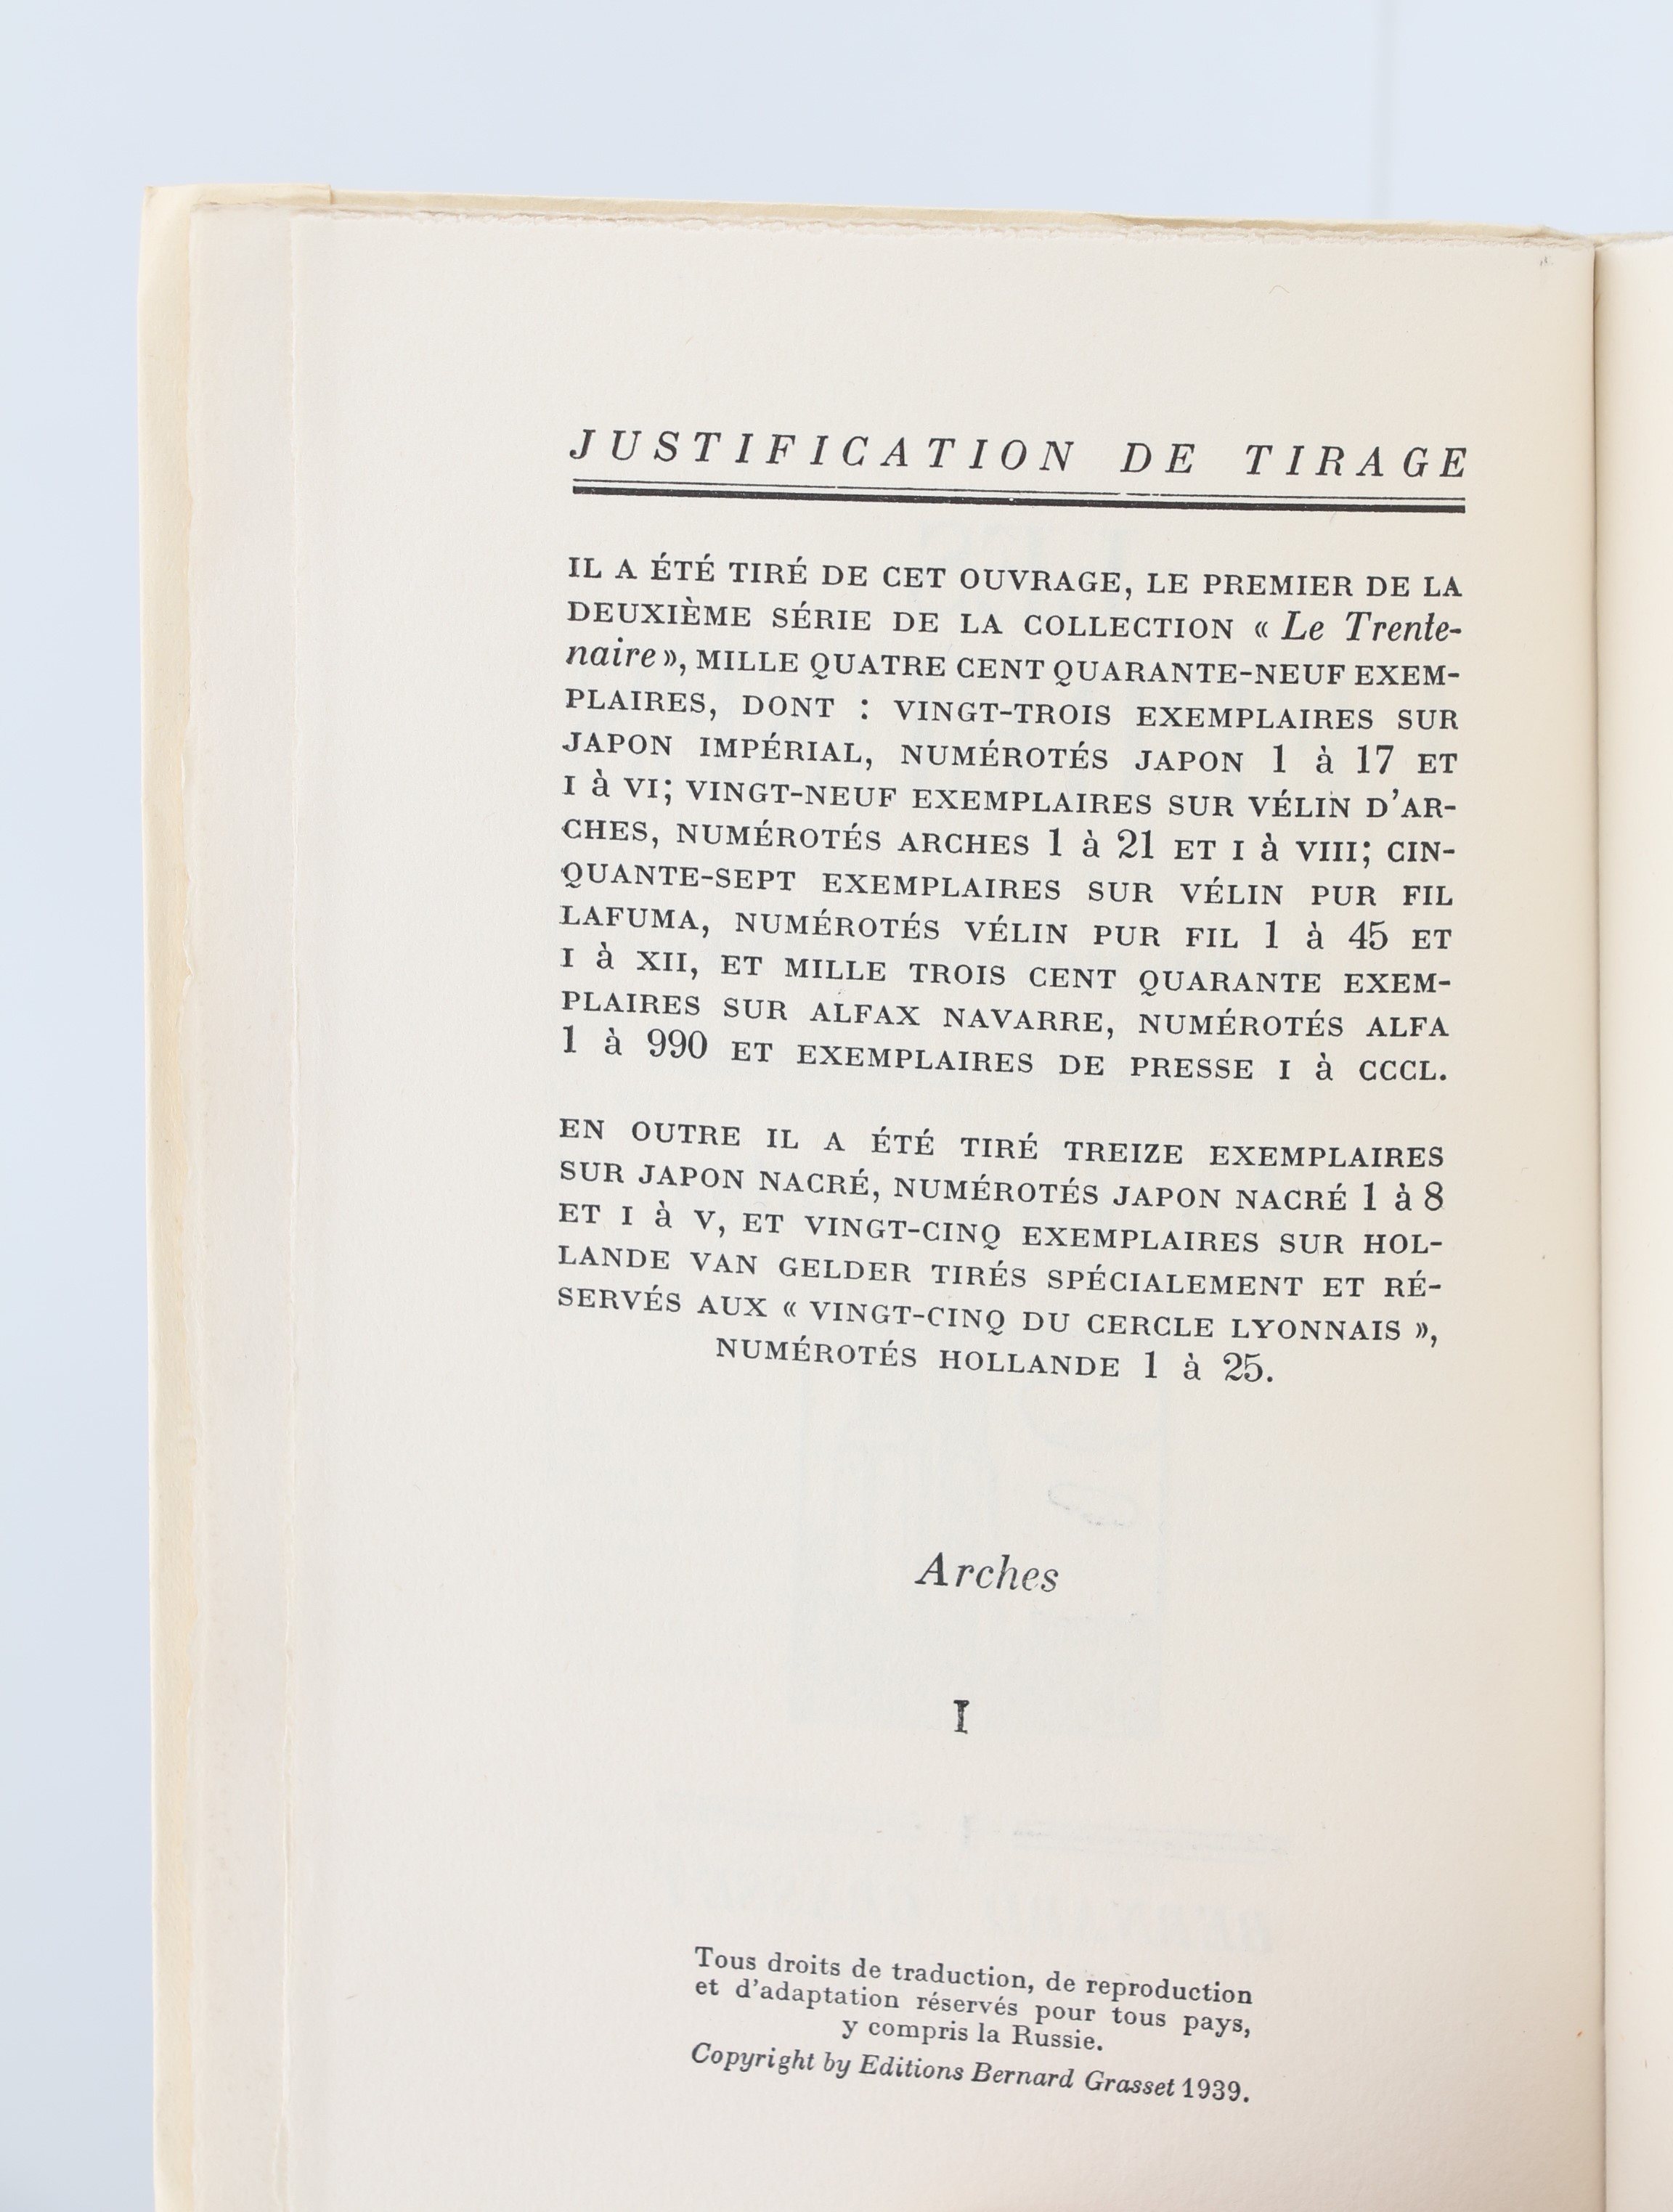 JUSTIFICATION DE TIRAGE
IL A ÉTÉ TIRÉ DE CET OUVRAGE, LE PREMIER DE LA
DEUXIÈME SÉRIE DE LA COLLECTION « Le Trente-
naire », MILLE QUATRE CENT QUARANTE-NEUF EXEM-
PLAIRES, DONT : VINGT-TROIS EXEMPLAIRES SUR
JAPON IMPÉRIAL, NUMÉROTÉS JAPON 1 à 17 ET
I à VI; VINGT-NEUF EXEMPLAIRES SUR VÉLIN D'AR-
CHES, NUMÉROTÉS ARCHES 1 à 21 ET I à VIII; CIN-
QUANTE-SEPT EXEMPLAIRES SUR VÉLIN PUR FIL
LAFUMA, NUMÉROTÉS VÉLIN PUR FIL 1 à 45 ET
I à XII, ET MILLE TROIS CENT QUARANTE EXEM-
PLAIRES SUR ALFAX NAVARRE, NUMÉROTÉS ALFA
1 à 990 ET EXEMPLAIRES DE PRESSE I à CCCL.
EN OUTRE IL A ÉTÉ TIRÉ TREIZE EXEMPLAIRES
SUR JAPON NACRÉ, NUMÉROTÉS JAPON NACRÉ 1 à 8
ET I à V, ET VINGT-CINQ EXEMPLAIRES SUR HOL-
LANDE VAN GELDER TIRÉS SPÉCIALEMENT ET RÉ-
SERVÉS AUX « VINGT-CINQ DU CERCLE LYONNAIS »,
NUMÉROTÉS HOLLANDE 1 à 25.
Arches
I
Tous droits de traduction, de reproduction
et d'adaptation réservés pour tous pays,
y compris la Russie.
Copyright by Editions Bernard Grasset 1939.